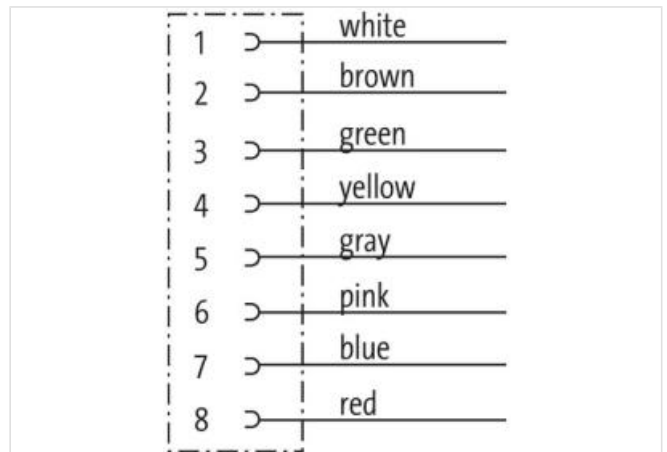 1 white
2 brown
3 green
4 yellow
5 gray
6 pink
7 blue
8 red